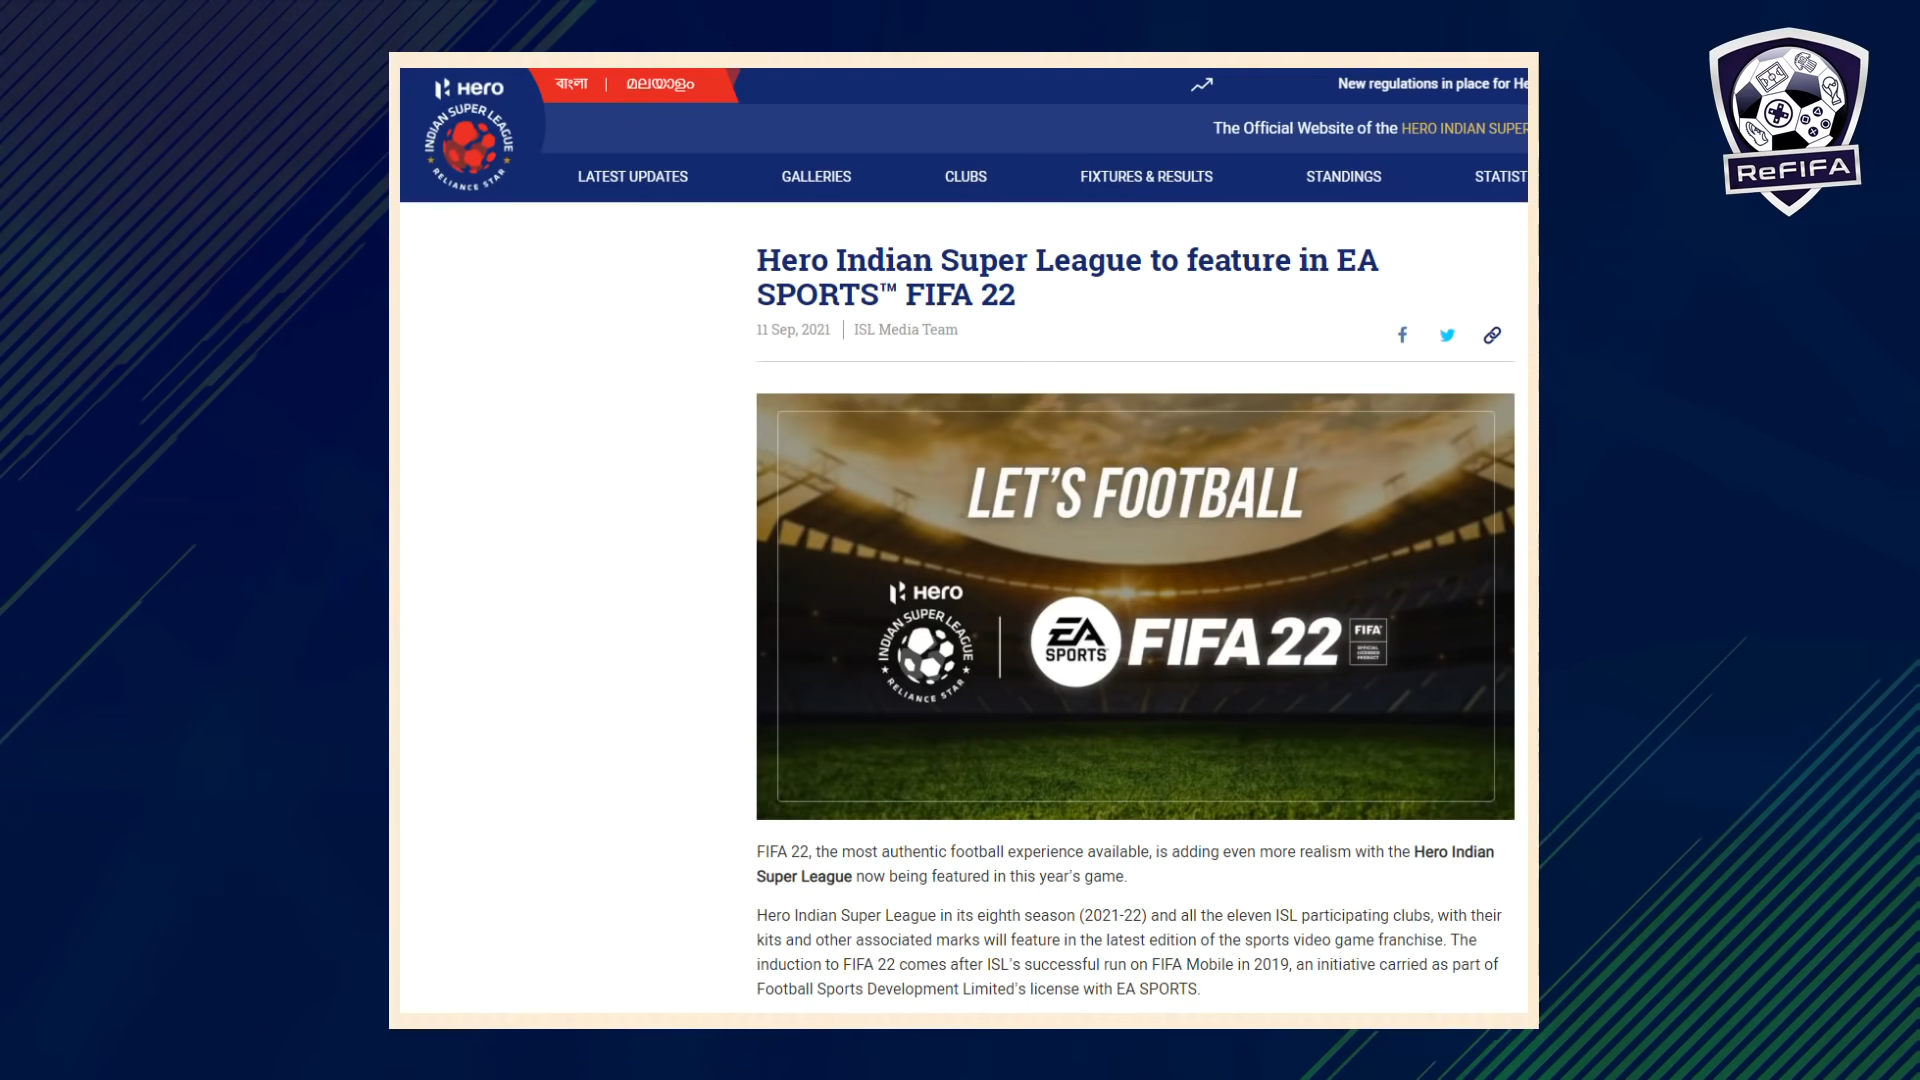 Hero
INDIAN SUPER LEAGUE
RELIANCE STAR
বাংলা | മലയാളം
New regulations in place for He
The Official Website of the HERO INDIAN SUPER
LATEST UPDATES GALLERIES CLUBS FIXTURES & RESULTS STANDINGS STATIST
ReFIFA
Hero Indian Super League to feature in EA
SPORTS™ FIFA 22
11 Sep, 2021 | ISL Media Team
LET'S FOOTBALL
Hero
INDIAN SUPER LEAGUE
RELIANCE STAR
EA
SPORTS
FIFA 22
FIFA
OFFICIAL
LICENSED
PRODUCT
FIFA 22, the most authentic football experience available, is adding even more realism with the Hero Indian
Super League now being featured in this year's game.
Hero Indian Super League in its eighth season (2021-22) and all the eleven ISL participating clubs, with their
kits and other associated marks will feature in the latest edition of the sports video game franchise. The
induction to FIFA 22 comes after ISL's successful run on FIFA Mobile in 2019, an initiative carried as part of
Football Sports Development Limited's license with EA SPORTS.